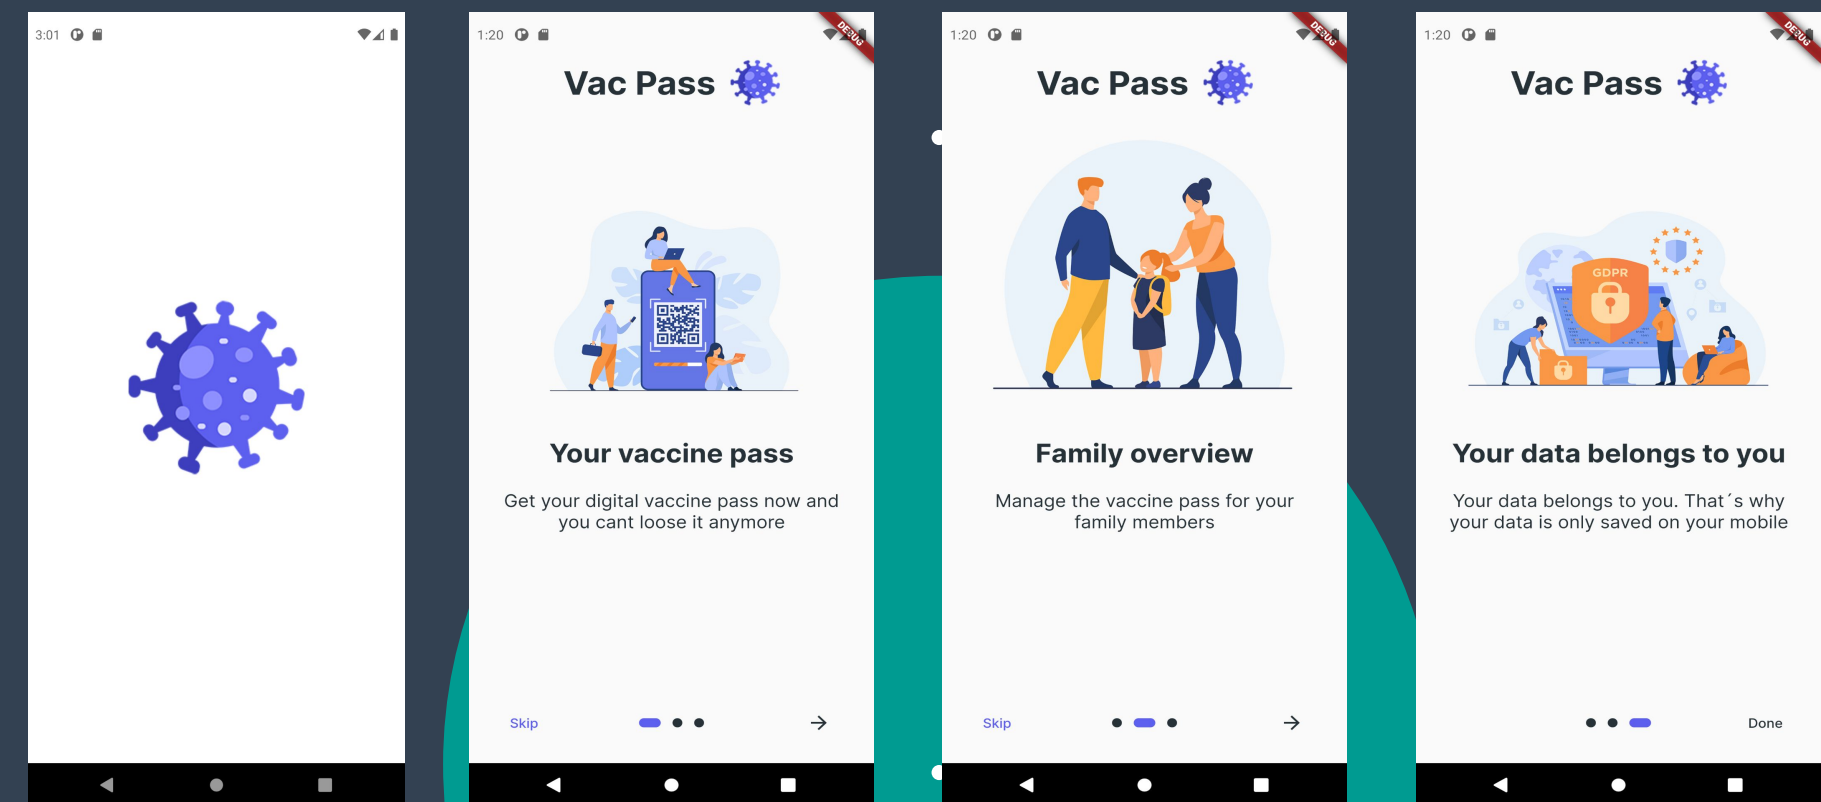 3:01
1:20
DEBUG
Vac Pass
Your vaccine pass
Get your digital vaccine pass now and
you cant loose it anymore
Skip
1:20
DEBUG
Vac Pass
Family overview
Manage the vaccine pass for your
family members
Skip
1:20
DEBUG
Vac Pass
GDPR
Your data belongs to you
Your data belongs to you. That´s why
your data is only saved on your mobile
Done